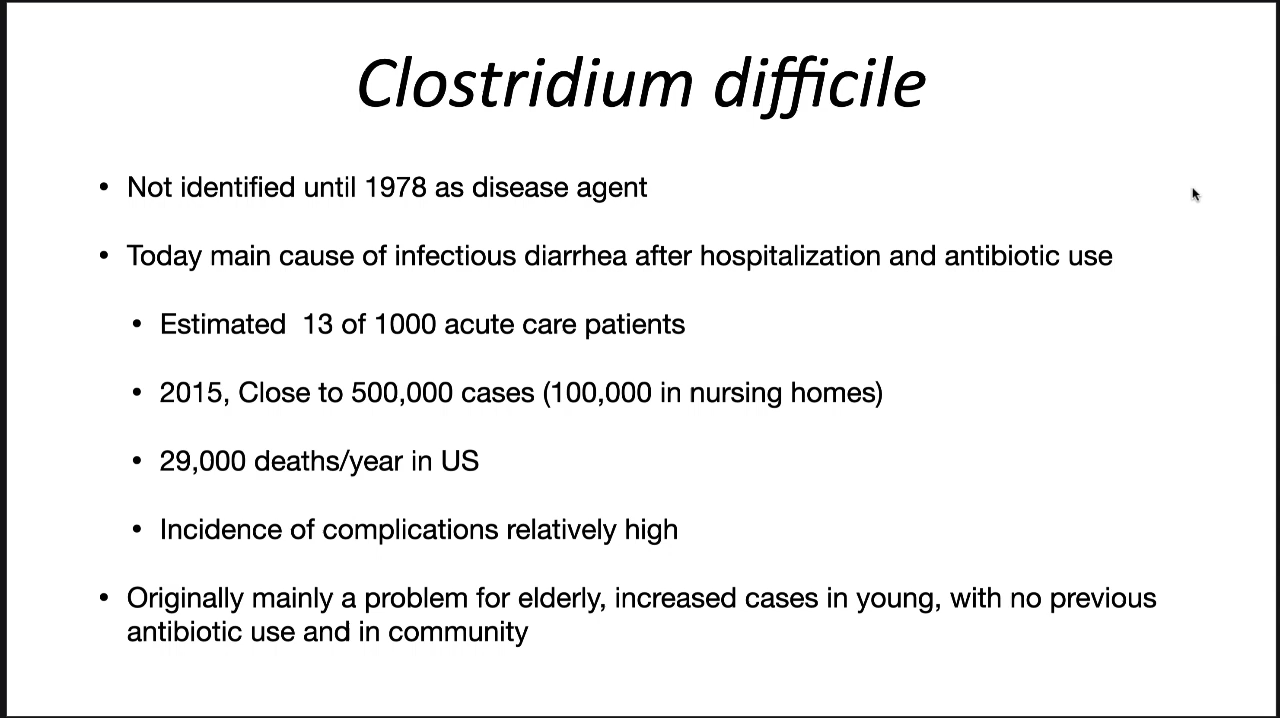 Clostridium difficile
• Not identified until 1978 as disease agent
• Today main cause of infectious diarrhea after hospitalization and antibiotic use
• Estimated  13 of 1000 acute care patients
• 2015, Close to 500,000 cases (100,000 in nursing homes)
• 29,000 deaths/year in US
• Incidence of complications relatively high
• Originally mainly a problem for elderly, increased cases in young, with no previous
antibiotic use and in community